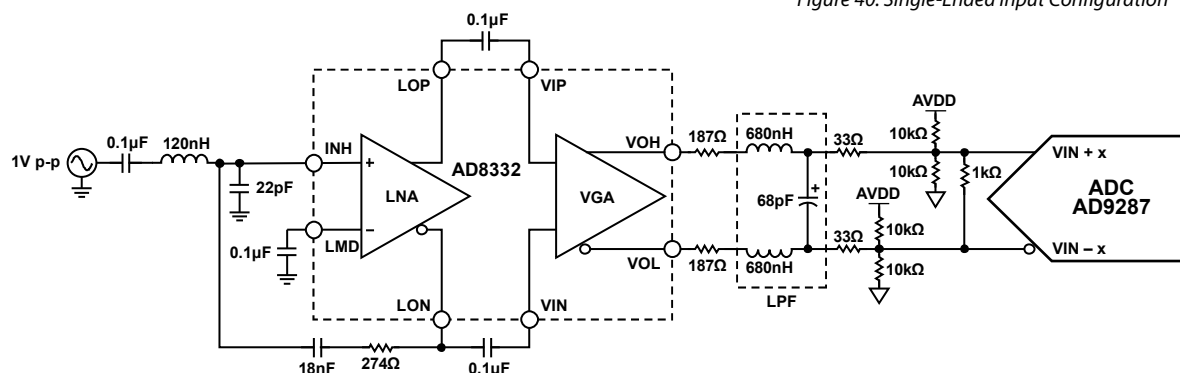 Figure 40. Single-Ended Input Configuration
0.1µF
LOP
VIP
AVDD
0.1µF
120nH
187Ω
680nH
33Ω
10kΩ
1V p-p
INH
+
AD8332
VOH
VIN + x
10kΩ
1kΩ
22pF
LNA
VGA
68pF
+
AVDD
ADC
AD9287
–
LMD
0.1µF
33Ω
10kΩ
VOL
187Ω
680nH
VIN – x
10kΩ
LON
VIN
LPF
18nF
274Ω
0.1µF